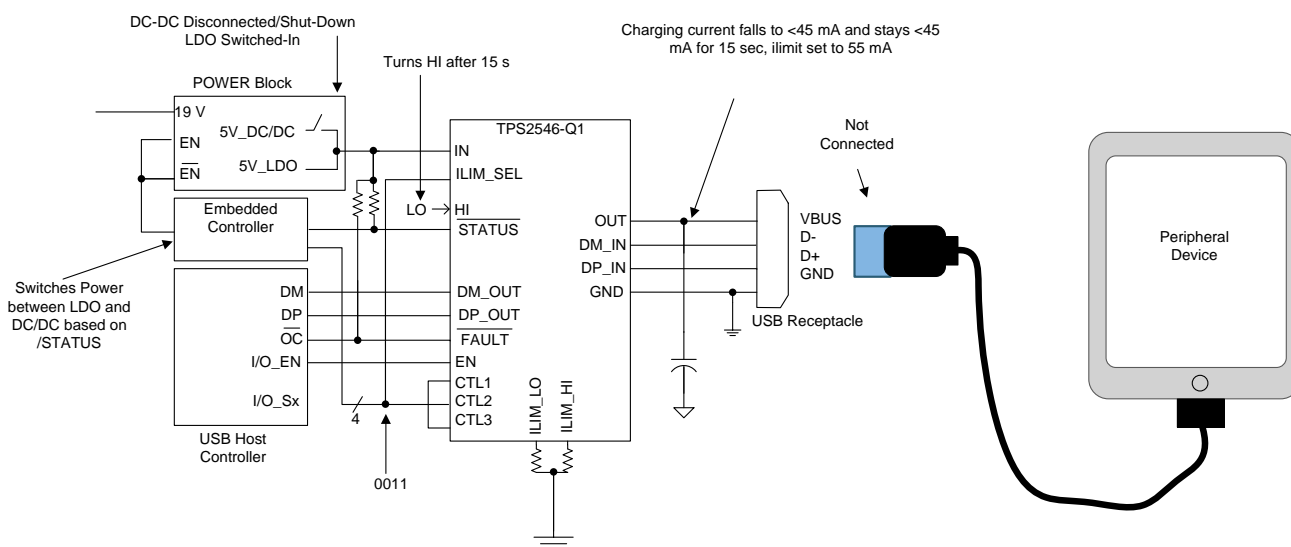 DC-DC Disconnected/Shut-Down
LDO Switched-In
Charging current falls to <45 mA and stays <45
mA for 15 sec, ilimit set to 55 mA
Turns HI after 15 s
POWER Block
19 V
5V_DC/DC
EN
5V_LDO
EN
TPS2546-Q1
IN
ILIM_SEL
LO
HI
STATUS
Embedded
Controller
Not
Connected
OUT
DM_IN
DP_IN
GND
VBUS
D-
D+
GND
USB Receptacle
Peripheral
Device
Switches Power
between LDO and
DC/DC based on
/STATUS
DM
DP
OC
I/O_EN
I/O_Sx
DM_OUT
DP_OUT
FAULT
EN
CTL1
CTL2
CTL3
ILIM_LO
ILIM_HI
4
USB Host
Controller
0011